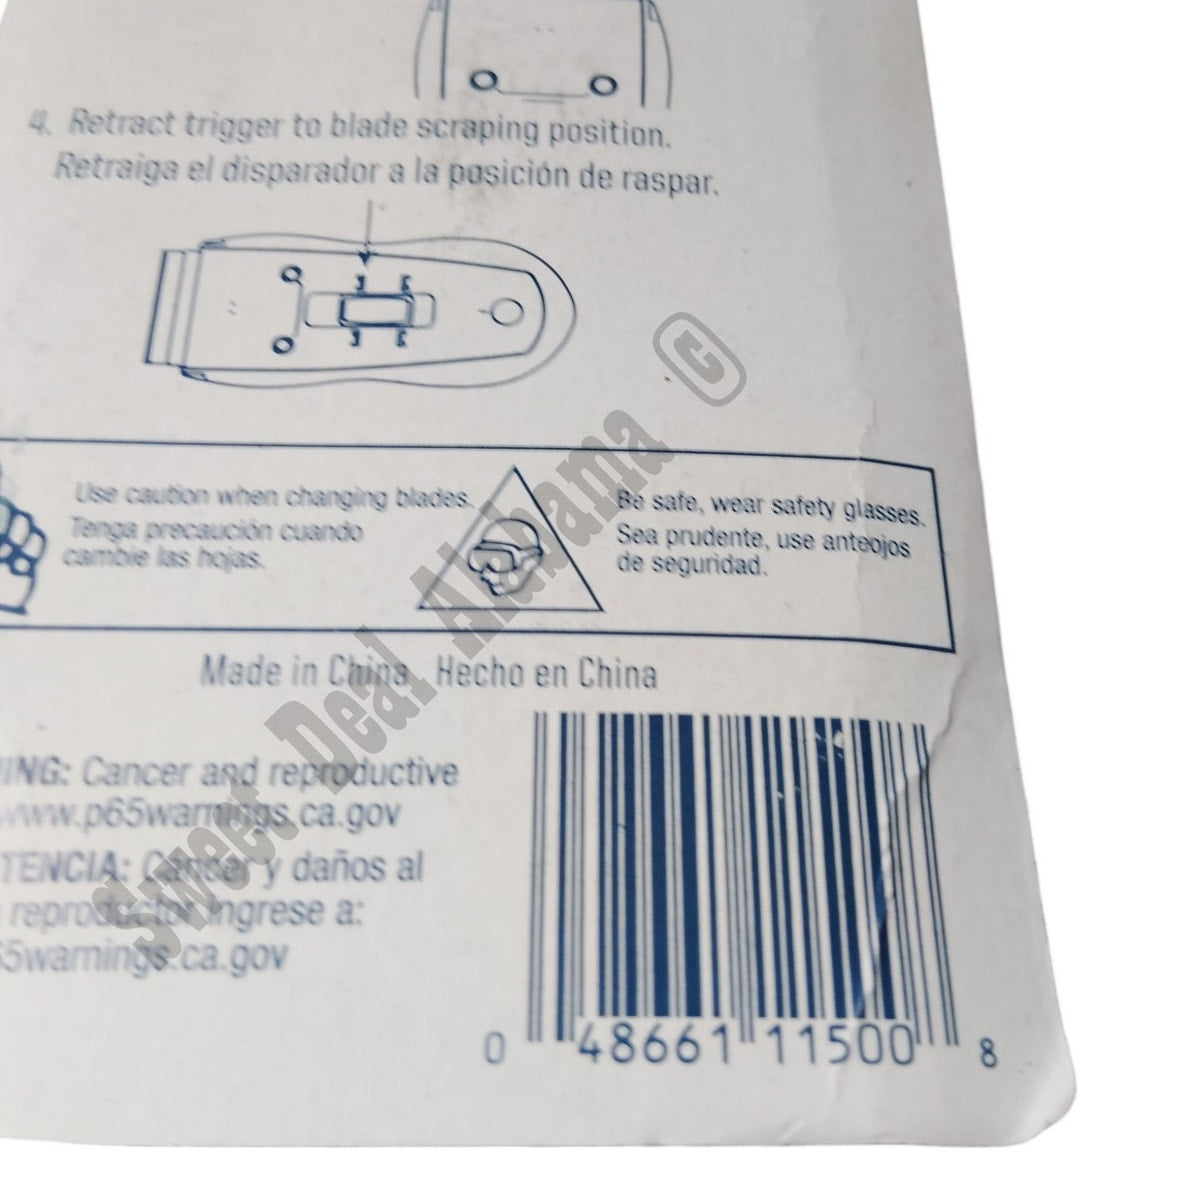 4. Retract trigger to blade scraping position.
Retraiga el disparador a la posición de raspar.
Use caution when changing blades.
Tenga precaución cuando
cambie las hojas.
Be safe, wear safety glasses.
Sea prudente, use anteojos
de seguridad.
Made in China Hecho en China
ING: Cancer and reproductive
www.p65warnings.ca.gov
TENCIA: Cancer y daños al
reproductor ingrese a:
65warnings.ca.gov
0 48661 11500 8
Sweet Deal Alabama ©